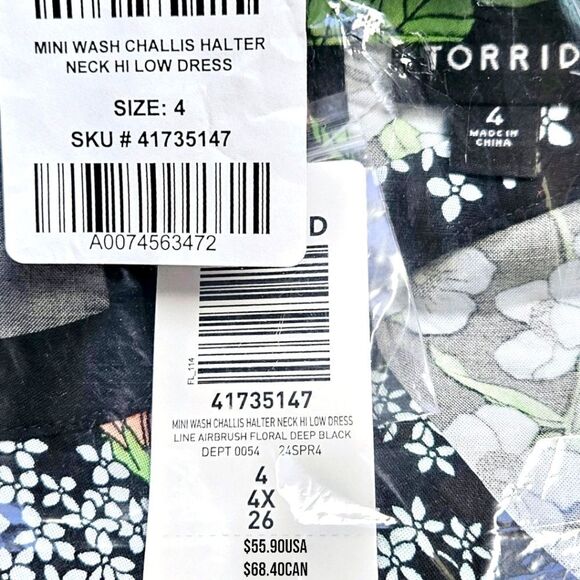 MINI WASH CHALLIS HALTER
NECK HI LOW DRESS
SIZE: 4
SKU # 41735147
A0074563472
TORRID
4
MADE IN
CHINA
D
FL_114
41735147
MINI WASH CHALLIS HALTER NECK HI LOW DRESS
LINE AIRBRUSH FLORAL DEEP BLACK
DEPT 0054 24SPR4
4
4X
26
$55.90USA
$68.40CAN